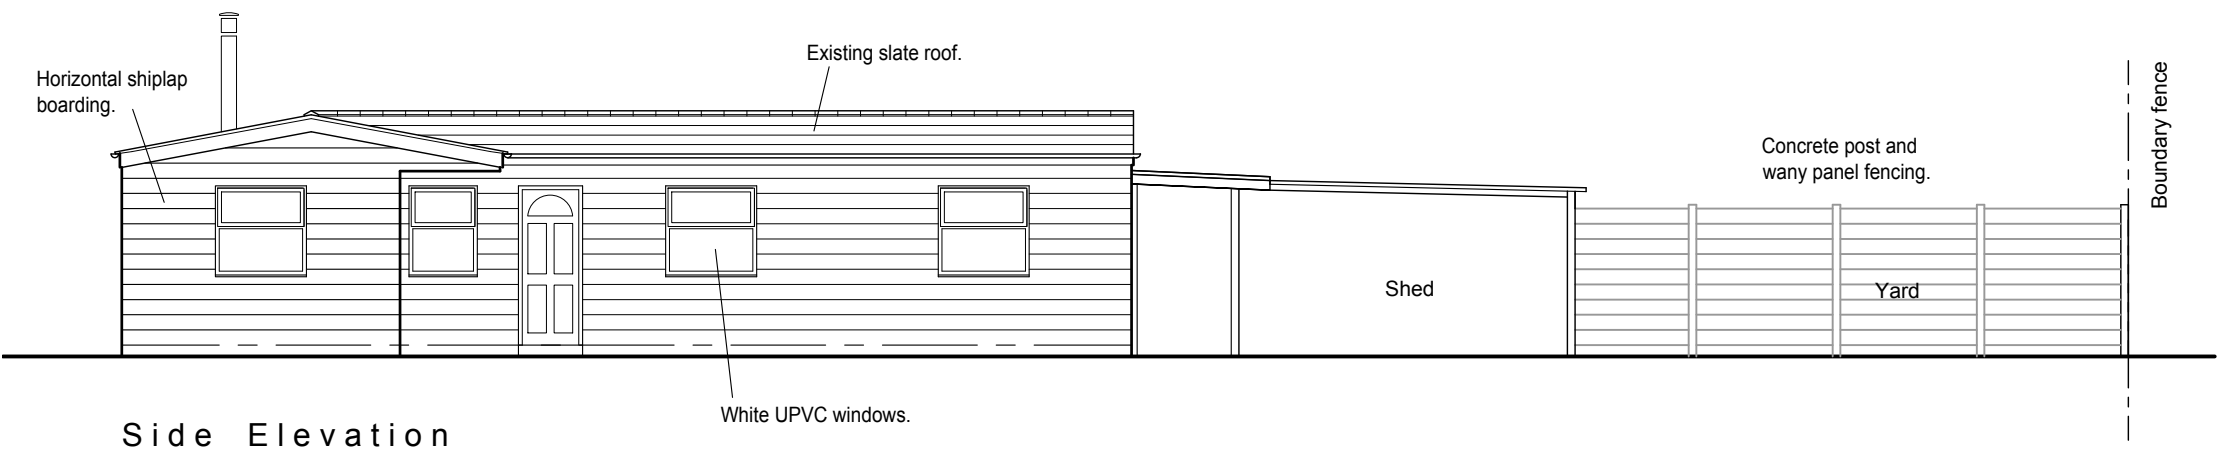 Existing slate roof.
Horizontal shiplap
boarding.
Concrete post and
wany panel fencing.
Boundary fence
Shed
Yard
White UPVC windows.
Side Elevation